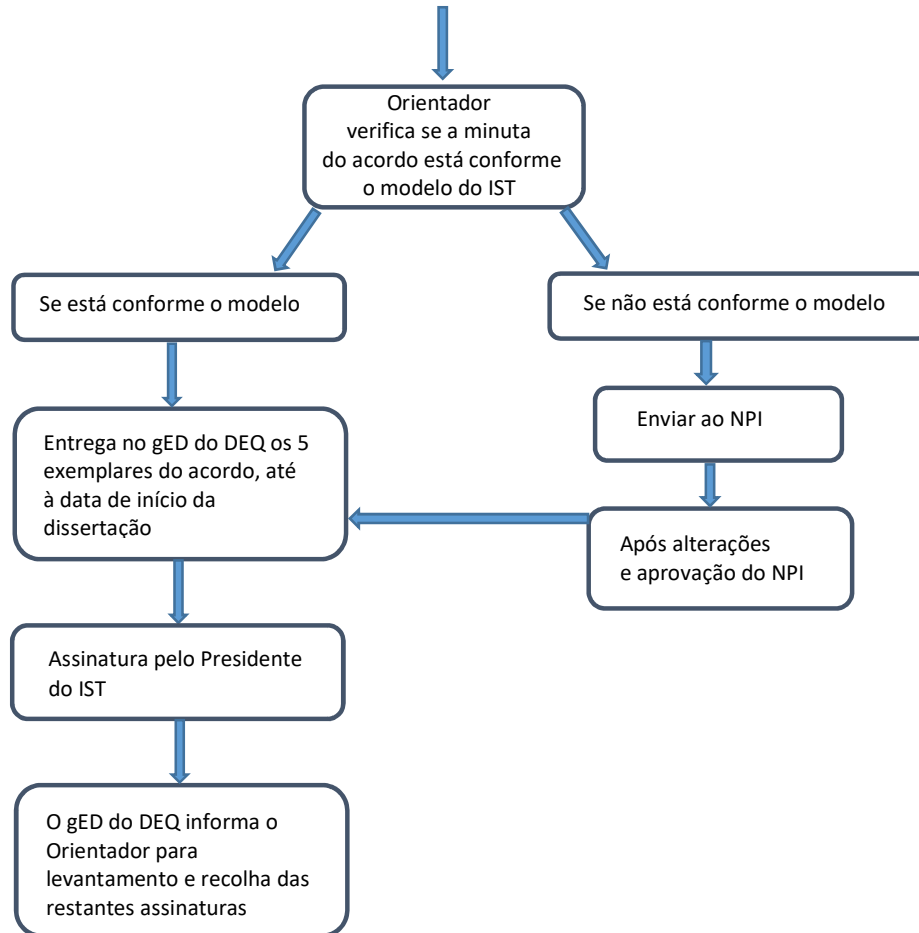 Orientador
verifica se a minuta
do acordo está conforme
o modelo do IST
Se está conforme o modelo
Se não está conforme o modelo
Enviar ao NPI
Entrega no gED do DEQ os 5
exemplares do acordo, até
à data de início da
dissertação
Após alterações
e aprovação do NPI
Assinatura pelo Presidente
do IST
O gED do DEQ informa o
Orientador para
levantamento e recolha das
restantes assinaturas